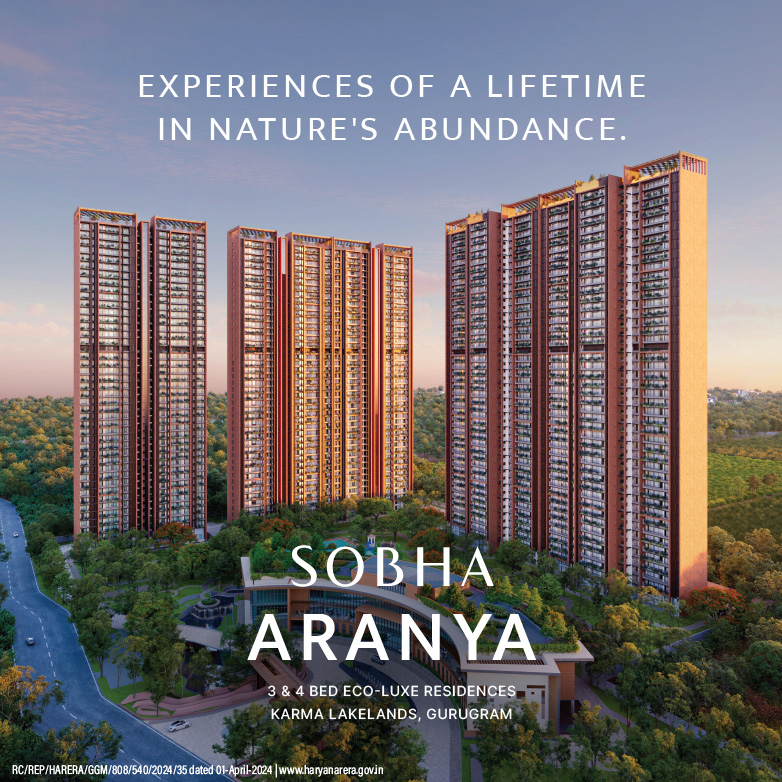 EXPERIENCES OF A LIFETIME
IN NATURE'S ABUNDANCE.
SOBHA
ARANYA
3 & 4 BED ECO-LUXE RESIDENCES
KARMA LAKELANDS, GURUGRAM
RC/REP/HARERA/GGM/808/540/2024/35 dated 01-April-2024 | www.haryanarera.gov.in